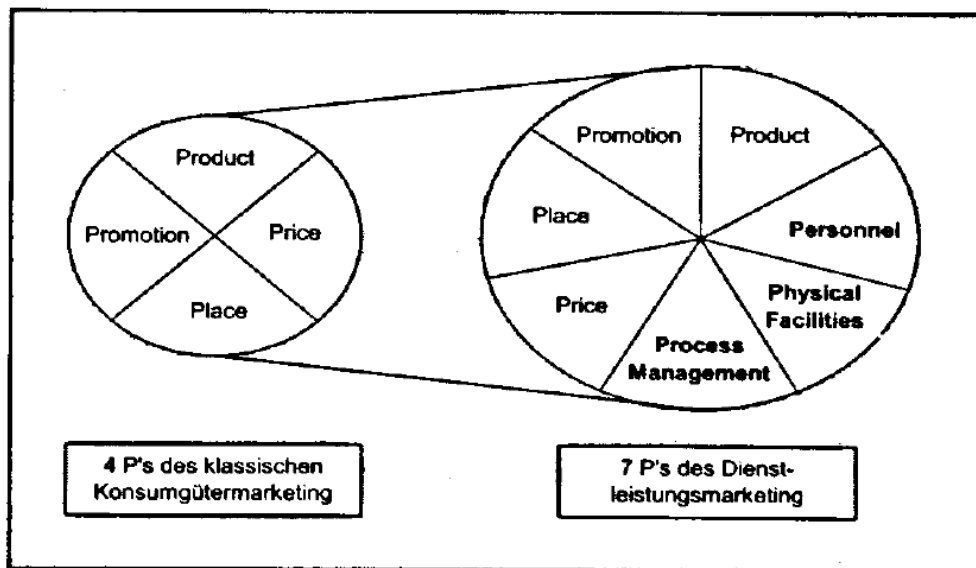 Product
Promotion
Price
Place
Promotion
Product
Place
Personnel
Price
Physical
Facilities
Process
Management
4 P's des klassischen
Konsumgütermarketing
7 P's des Dienst-
leistungsmarketing